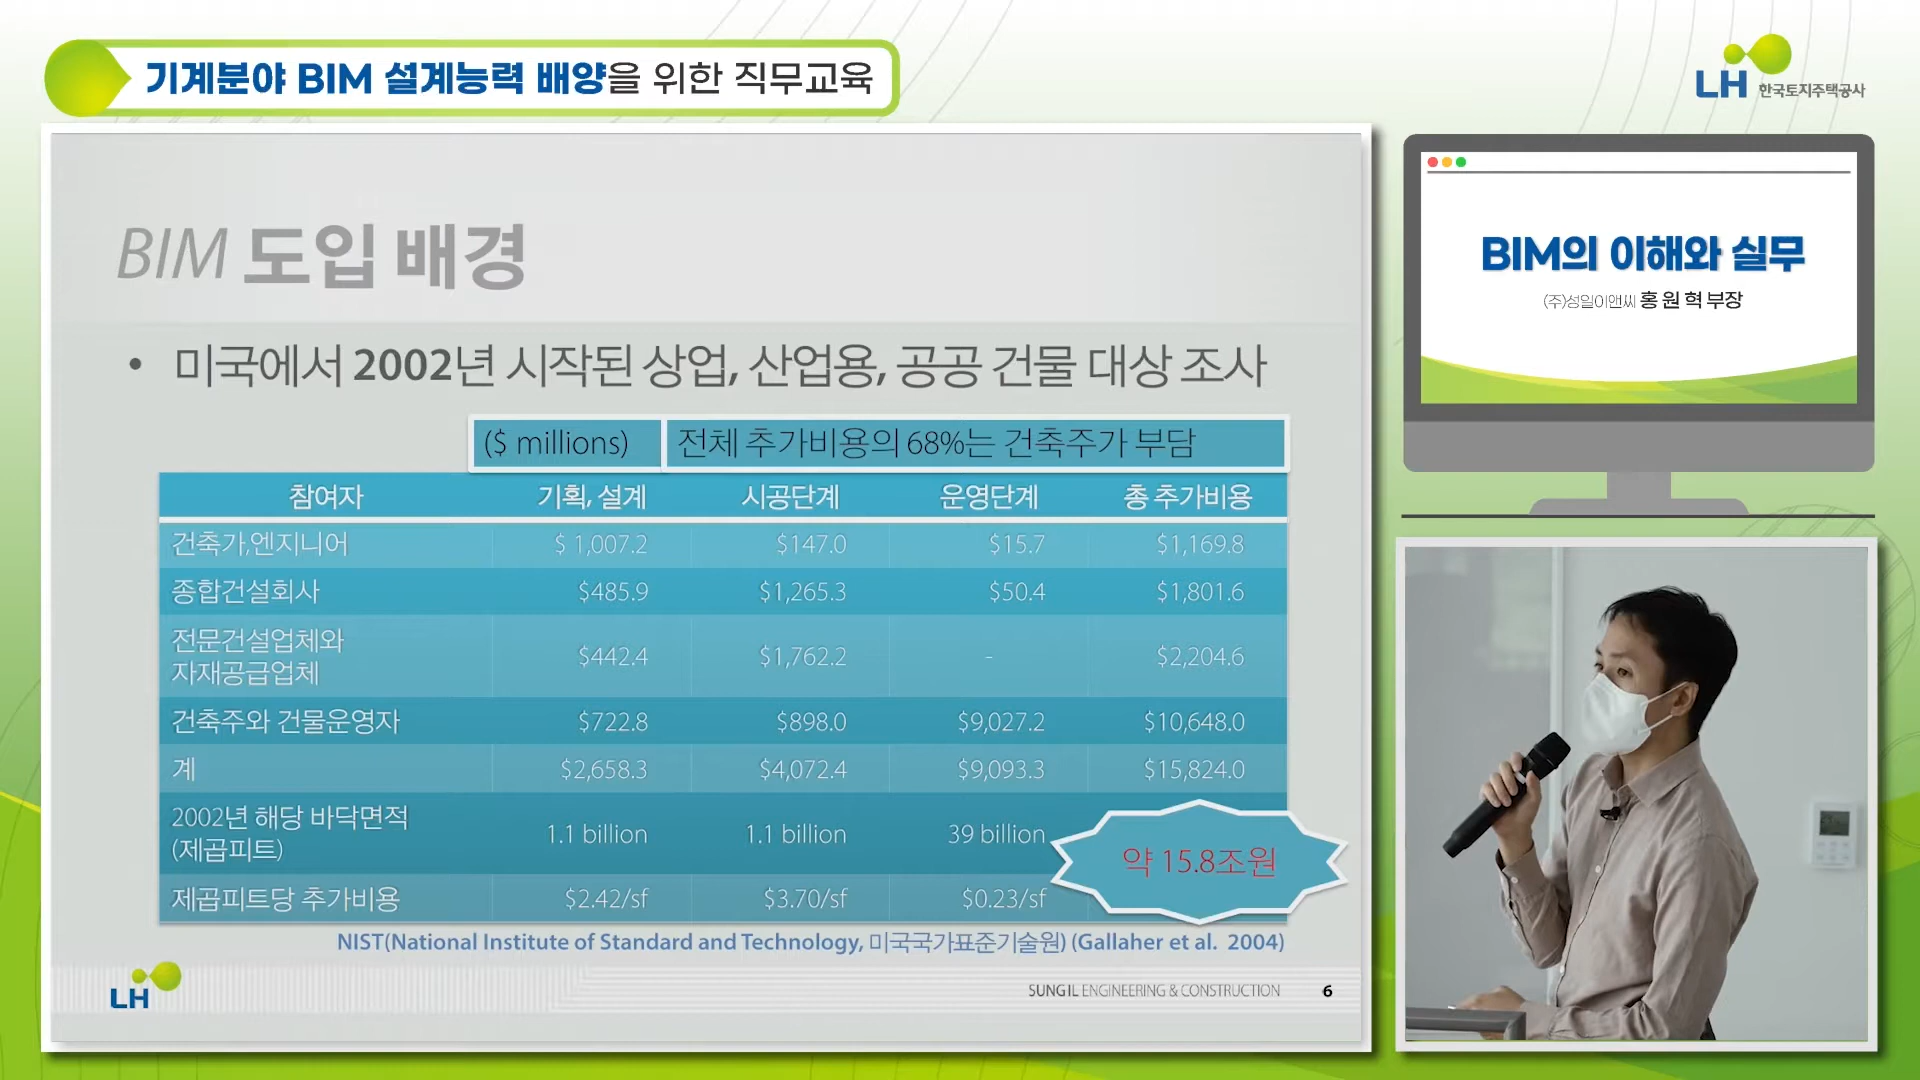 기계분야 BIM 설계능력 배양을 위한 직무교육
LH 한국토지주택공사
BIM 도입 배경
• 미국에서 2002년 시작된 상업, 산업용, 공공 건물 대상 조사
($ millions) 전체 추가비용의 68%는 건축주가 부담
참여자 기획, 설계 시공단계 운영단계 총 추가비용
건축가,엔지니어 $ 1,007.2 $147.0 $15.7 $1,169.8
종합건설회사 $485.9 $1,265.3 $50.4 $1,801.6
전문건설업체와
자재공급업체 $442.4 $1,762.2 - $2,204.6
건축주와 건물운영자 $722.8 $898.0 $9,027.2 $10,648.0
계 $2,658.3 $4,072.4 $9,093.3 $15,824.0
2002년 해당 바닥면적
(제곱피트) 1.1 billion 1.1 billion 39 billion
약 15.8조원
제곱피트당 추가비용 $2.42/sf $3.70/sf $0.23/sf
NIST(National Institute of Standard and Technology, 미국국가표준기술원) (Gallaher et al. 2004)
LH
SUNGIL ENGINEERING & CONSTRUCTION 6
BIM의 이해와 실무
(주)성일이앤씨 홍 원 혁 부장